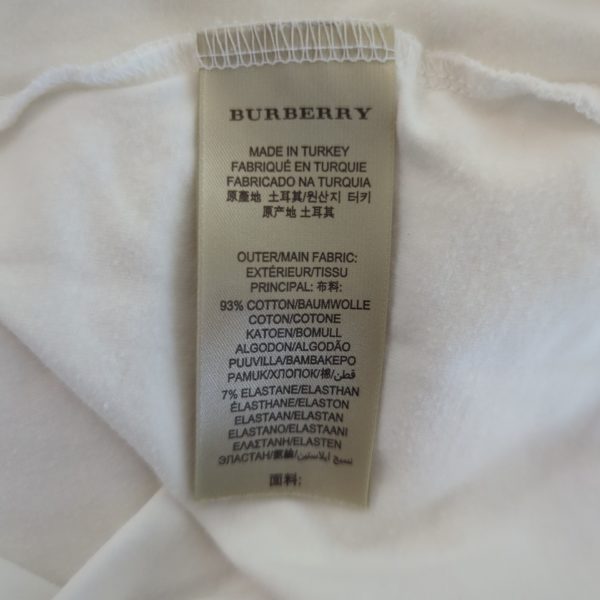 BURBERRY
MADE IN TURKEY
FABRIQUÉ EN TURQUIE
FABRICADO NA TURQUIA
原產地 土耳其/원산지 터키
原产地 土耳其
OUTER/MAIN FABRIC:
EXTÉRIEUR/TISSU
PRINCIPAL: 布料:
93% COTTON/BAUMWOLLE
COTON/COTONE
KATOEN/BOMULL
ALGODON/ALGODÃO
PUUVILLA/ΒΑΜΒΑΚΕΡΟ
PAMUK/ХЛОПОК/棉/قطن
7% ELASTANE/ELASTHAN
ÉLASTHANE/ELASTON
ELASTAAN/ELASTAN
ELASTANO/ELASTAANI
ΕΛΑΣΤΑΝΗ/ELASTEN
ЭЛАСТАН/نسيج ايلاستين/
面料: